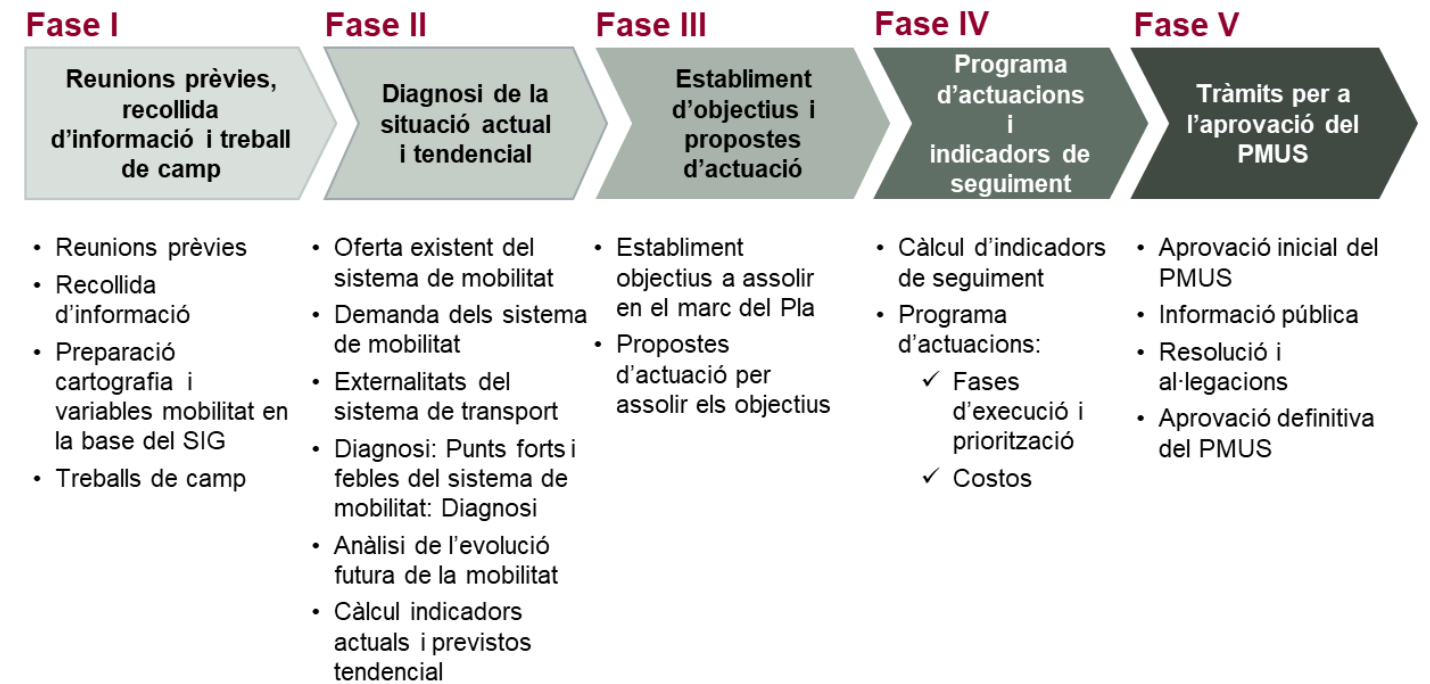 Fase I
Reunions prèvies,
recollida
d’informació i treball
de camp
• Reunions prèvies
• Recollida
d’informació
• Preparació
cartografia i
variables mobilitat en
la base del SIG
• Treballs de camp
Fase II
Diagnosi de la
situació actual
i tendencial
• Oferta existent del
sistema de mobilitat
• Demanda dels sistema
de mobilitat
• Externalitats del
sistema de transport
• Diagnosi: Punts forts i
febles del sistema de
mobilitat: Diagnosi
• Anàlisi de l’evolució
futura de la mobilitat
• Càlcul indicadors
actuals i previstos
tendencial
Fase III
Establiment
d’objectius i
propostes
d’actuació
• Establiment
objectius a assolir
en el marc del Pla
• Propostes
d’actuació per
assolir els objectius
Fase IV
Programa
d’actuacions
i
indicadors de
seguiment
• Càlcul d’indicadors
de seguiment
• Programa
d’actuacions:
✓ Fases
d’execució i
priorització
✓ Costos
Fase V
Tràmits per a
l’aprovació del
PMUS
• Aprovació inicial del
PMUS
• Informació pública
• Resolució i
al·legacions
• Aprovació definitiva
del PMUS